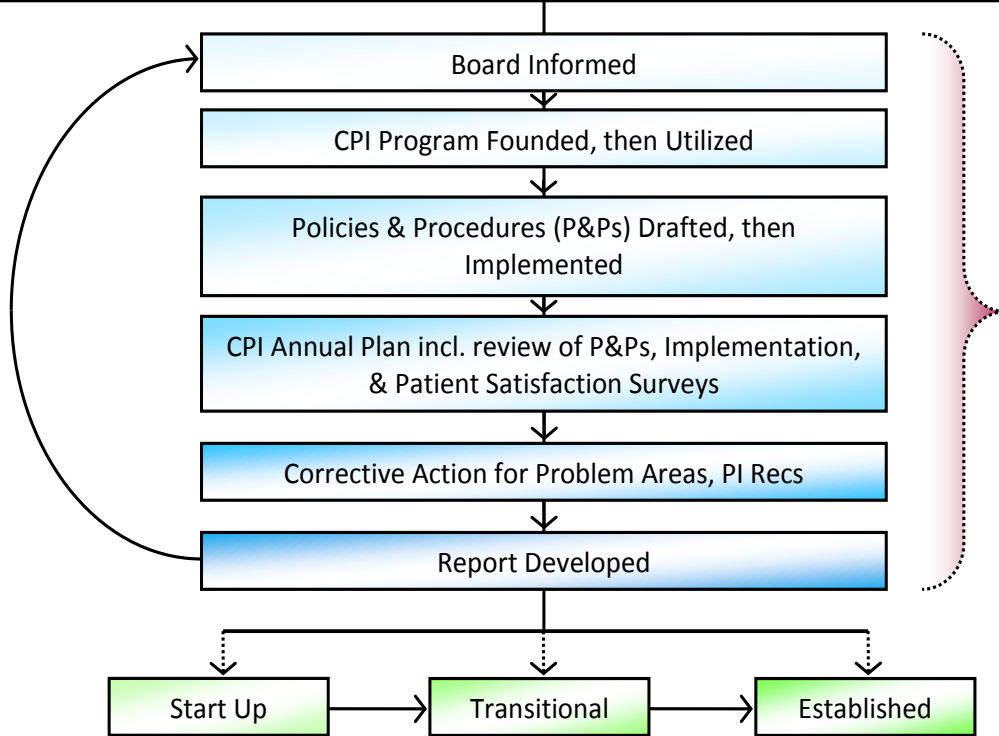 Board Informed
CPI Program Founded, then Utilized
Policies & Procedures (P&Ps) Drafted, then
Implemented
CPI Annual Plan incl. review of P&Ps, Implementation,
& Patient Satisfaction Surveys
Corrective Action for Problem Areas, PI Recs
Report Developed
Start Up
Transitional
Established